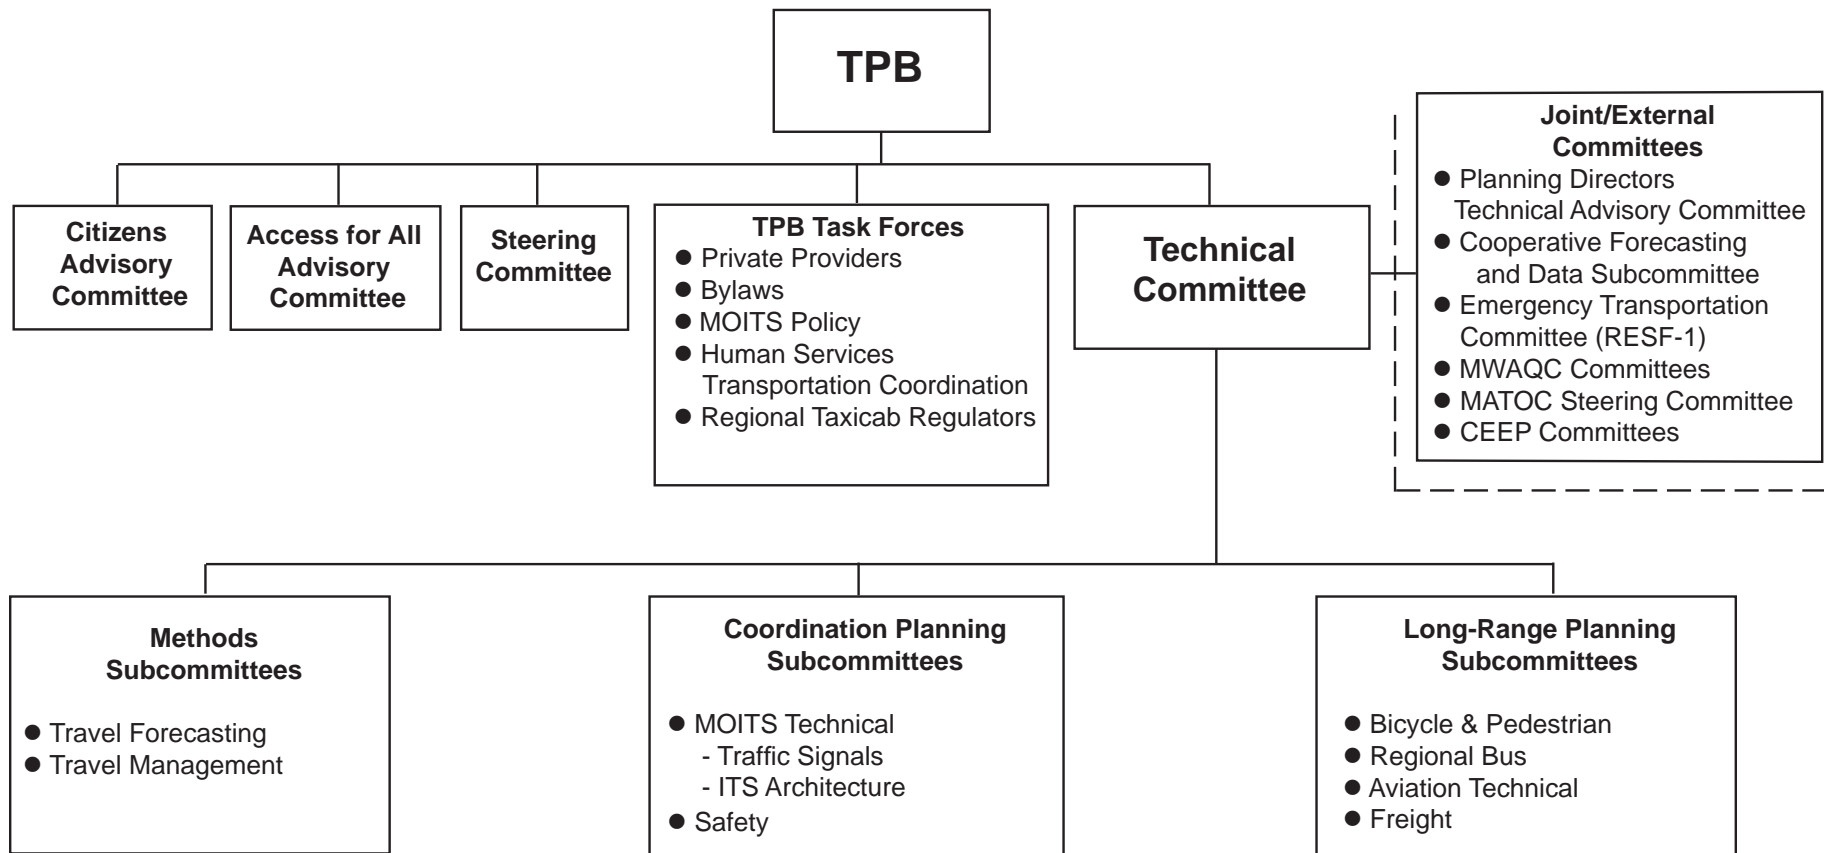 TPB
Joint/External
Committees
● Planning Directors
Technical Advisory Committee
● Cooperative Forecasting
and Data Subcommittee
● Emergency Transportation
Committee (RESF-1)
● MWAQC Committees
● MATOC Steering Committee
● CEEP Committees
Citizens
Advisory
Committee
Access for All
Advisory
Committee
Steering
Committee
TPB Task Forces
● Private Providers
● Bylaws
● MOITS Policy
● Human Services
Transportation Coordination
● Regional Taxicab Regulators
Technical
Committee
Methods
Subcommittees
● Travel Forecasting
● Travel Management
Coordination Planning
Subcommittees
● MOITS Technical
- Traffic Signals
- ITS Architecture
● Safety
Long-Range Planning
Subcommittees
● Bicycle & Pedestrian
● Regional Bus
● Aviation Technical
● Freight